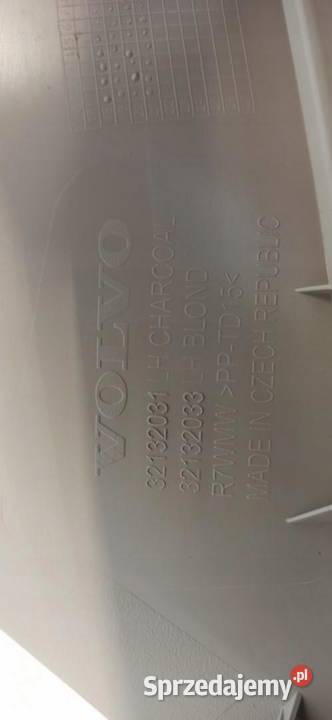 VOLVO
32132031 LH CHARCOAL
32132033 LH BLOND
R7WMW >PP-TD15<
MADE IN CZECH REPUBLIC
Sprzedajemy.pl